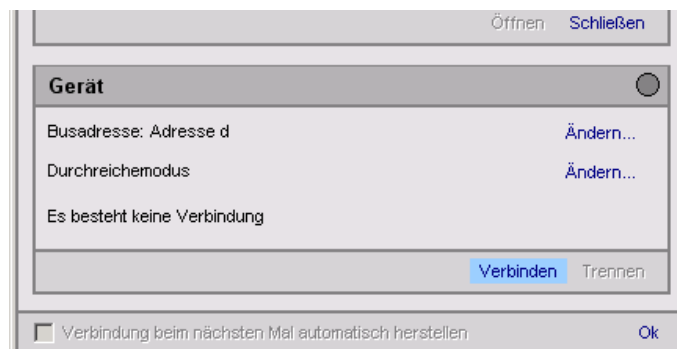 Öffnen Schließen
Gerät
Busadresse: Adresse d Ändern...
Durchreichemodus Ändern...
Es besteht keine Verbindung
Verbinden Trennen
Verbindung beim nächsten Mal automatisch herstellen Ok